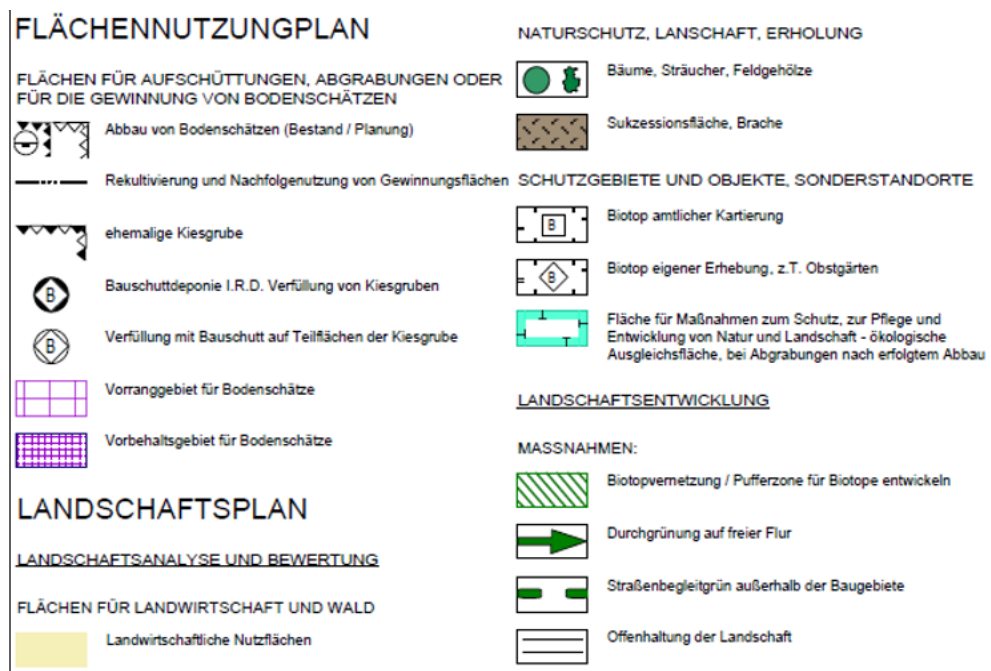 FLÄCHENNUTZUNGPLAN
FLÄCHEN FÜR AUFSCHÜTTUNGEN, ABGRABUNGEN ODER
FÜR DIE GEWINNUNG VON BODENSCHÄTZEN
Abbau von Bodenschätzen (Bestand / Planung)
Rekultivierung und Nachfolgenutzung von Gewinnungsflächen
ehemalige Kiesgrube
B
Bauschuttdeponie I.R.D. Verfüllung von Kiesgruben
B
Verfüllung mit Bauschutt auf Teilflächen der Kiesgrube
Vorranggebiet für Bodenschätze
Vorbehaltsgebiet für Bodenschätze
LANDSCHAFTSPLAN
LANDSCHAFTSANALYSE UND BEWERTUNG
FLÄCHEN FÜR LANDWIRTSCHAFT UND WALD
Landwirtschaftliche Nutzflächen
NATURSCHUTZ, LANSCHAFT, ERHOLUNG
Bäume, Sträucher, Feldgehölze
Sukzessionsfläche, Brache
SCHUTZGEBIETE UND OBJEKTE, SONDERSTANDORTE
B
Biotop amtlicher Kartierung
B
Biotop eigener Erhebung, z.T. Obstgärten
Fläche für Maßnahmen zum Schutz, zur Pflege und
Entwicklung von Natur und Landschaft - ökologische
Ausgleichsfläche, bei Abgrabungen nach erfolgtem Abbau
LANDSCHAFTSENTWICKLUNG
MASSNAHMEN:
Biotopvernetzung / Pufferzone für Biotope entwickeln
Durchgrünung auf freier Flur
Straßenbegleitgrün außerhalb der Baugebiete
Offenhaltung der Landschaft